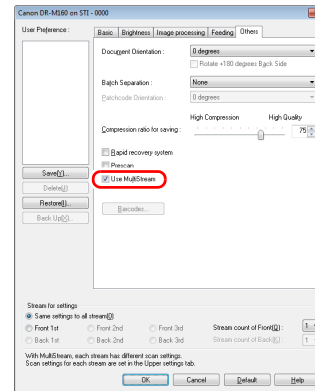 Canon DR-M160 on STI - 0000
User Preference :
Basic Brightness Image processing Feeding Others
Document Orientation : 0 degrees
Rotate +180 degrees Back Side
Batch Separation : None
Patchcode Orientation : 0 degrees
High Compression High Quality
Compression ratio for saving : 75
Rapid recovery system
Prescan
Save(Y)...
Use MultiStream
Delete(J)
Restore(L)...
Barcodes...
Back Up(X)...
Stream for settings
Same settings to all stream(0)
Front 1st Front 2nd Front 3rd Stream count of Front(Q) : 1
Back 1st Back 2nd Back 3rd Stream count of Back(K) : 1
With MultiStream, each stream has different scan settings.
Scan settings for each stream are set in the Upper settings tab.
OK Cancel Default Help